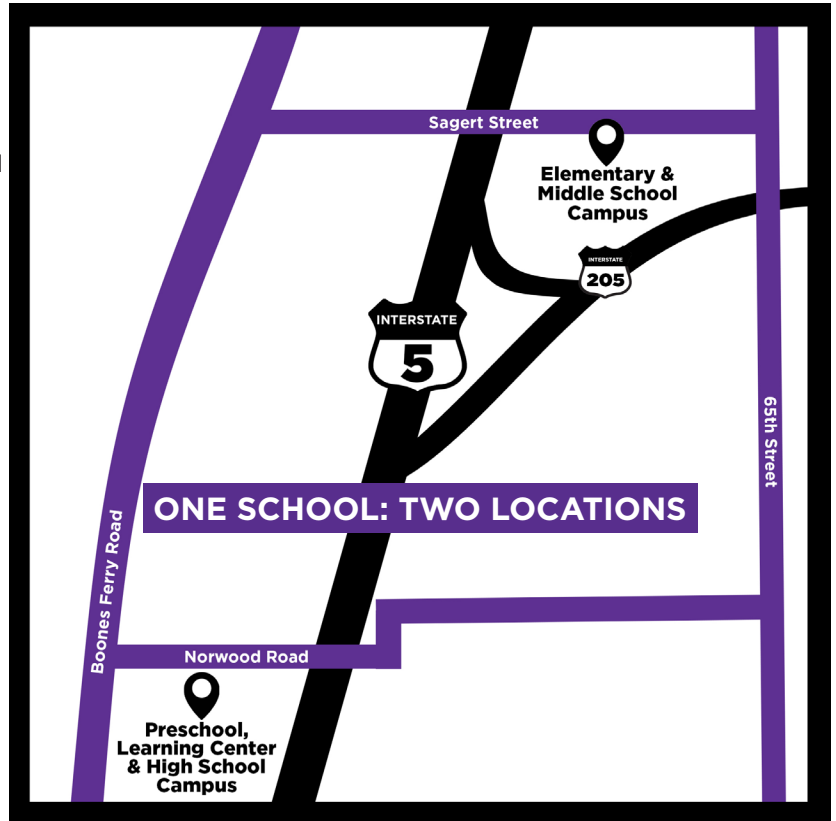 Sagert Street
Elementary &
Middle School
Campus
INTERSTATE
205
INTERSTATE
5
65th Street
ONE SCHOOL: TWO LOCATIONS
Boones Ferry Road
Norwood Road
Preschool,
Learning Center
& High School
Campus